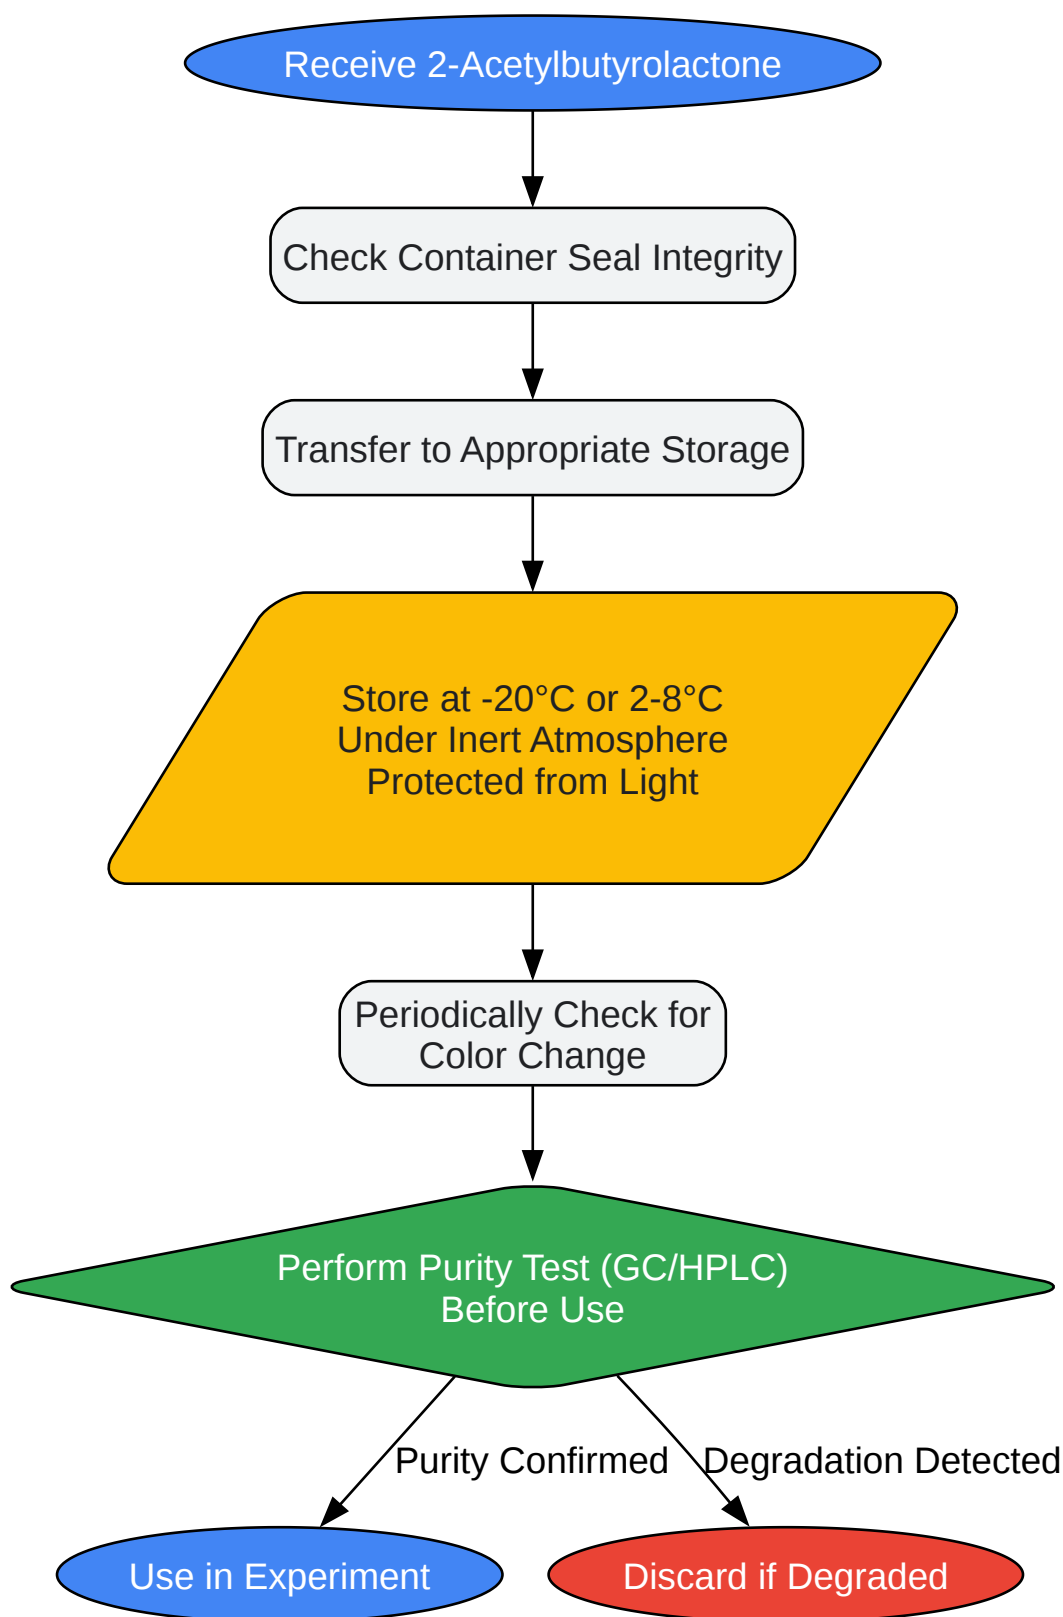 Receive 2-Acetylbutyrolactone
Check Container Seal Integrity
Transfer to Appropriate Storage
Store at -20°C or 2-8°C
Under Inert Atmosphere
Protected from Light
Periodically Check for
Color Change
Perform Purity Test (GC/HPLC)
Before Use
Purity Confirmed
Degradation Detected
Use in Experiment
Discard if Degraded